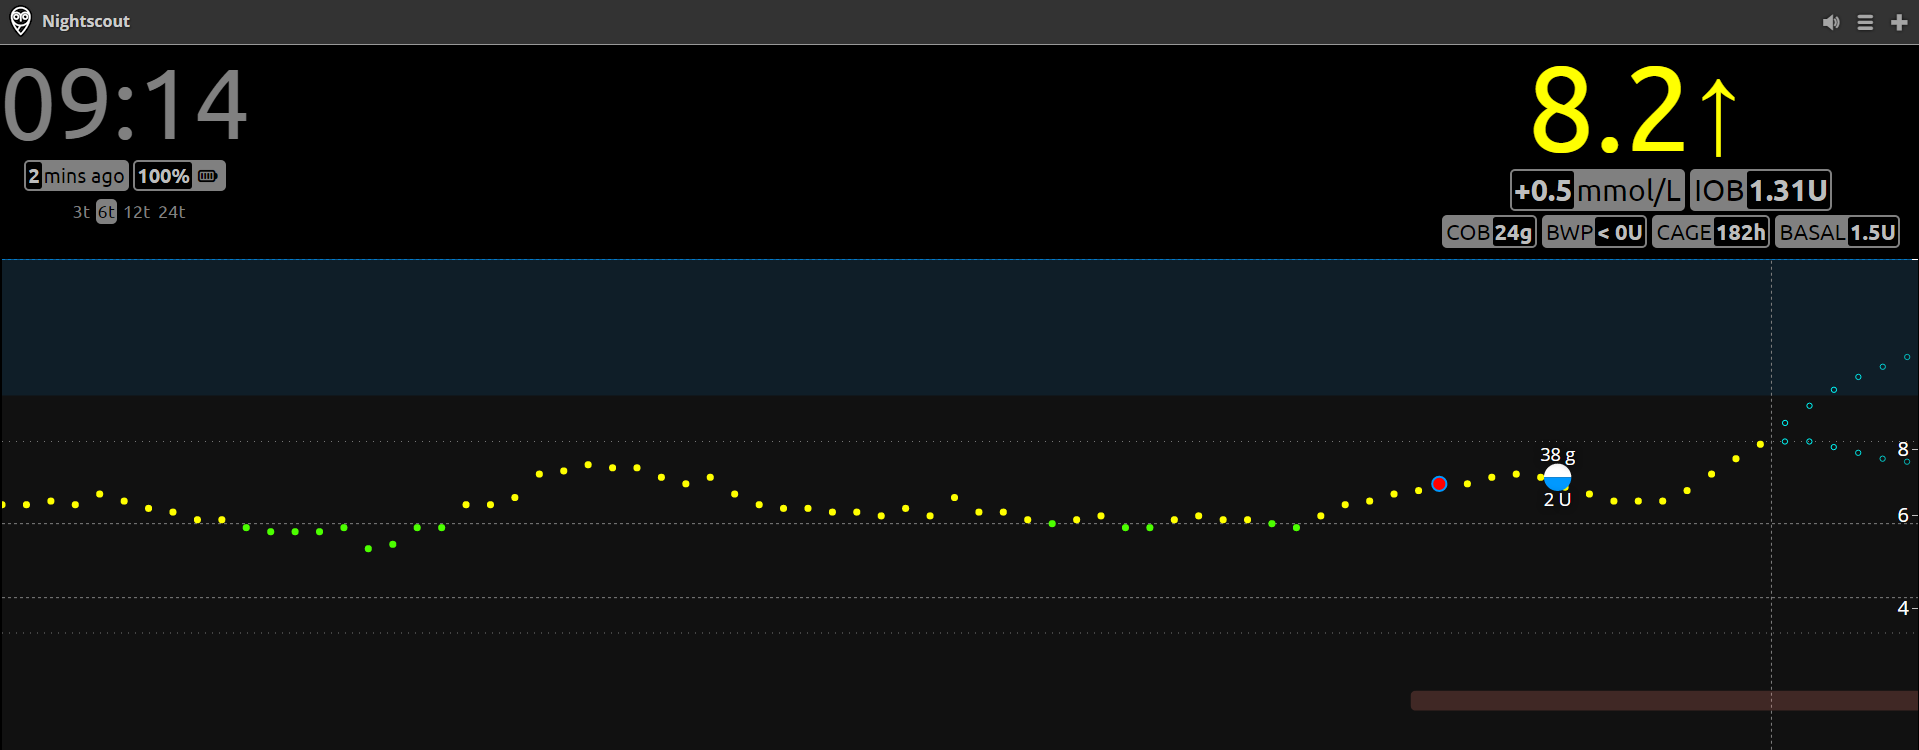 Nightscout
09:14
8.2↑
2 mins ago 100%
+0.5 mmol/L IOB 1.31U
3t 6t 12t 24t
COB 24g BWP < 0U CAGE 182h BASAL 1.5U
8
38 g
2 U
6
4